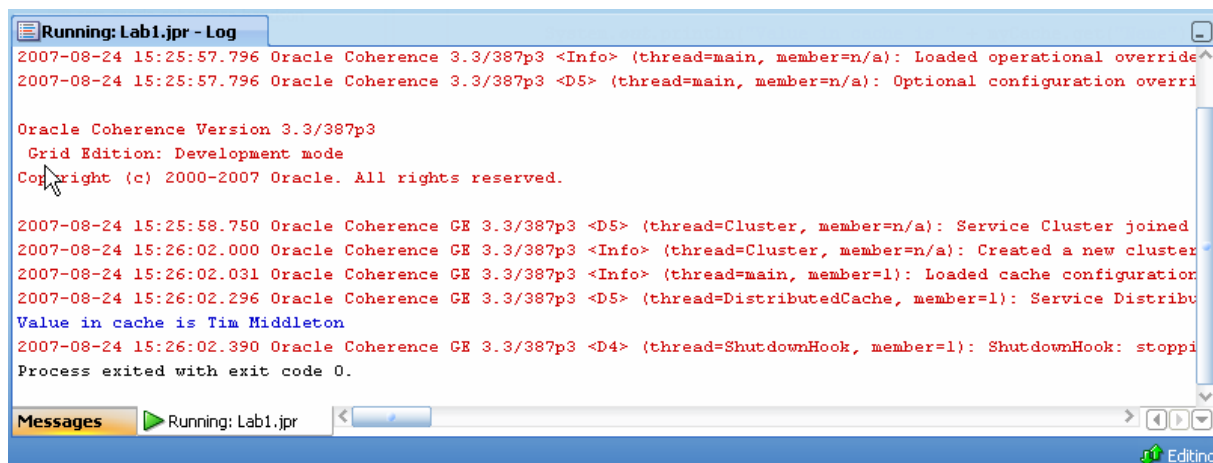 Running: Lab1.jpr - Log
2007-08-24 15:25:57.796 Oracle Coherence 3.3/387p3 <Info> (thread=main, member=n/a): Loaded operational override
2007-08-24 15:25:57.796 Oracle Coherence 3.3/387p3 <D5> (thread=main, member=n/a): Optional configuration overri
Oracle Coherence Version 3.3/387p3
Grid Edition: Development mode
Copyright (c) 2000-2007 Oracle. All rights reserved.
2007-08-24 15:25:58.750 Oracle Coherence GE 3.3/387p3 <D5> (thread=Cluster, member=n/a): Service Cluster joined
2007-08-24 15:26:02.000 Oracle Coherence GE 3.3/387p3 <Info> (thread=Cluster, member=n/a): Created a new cluster
2007-08-24 15:26:02.031 Oracle Coherence GE 3.3/387p3 <Info> (thread=main, member=1): Loaded cache configuration
2007-08-24 15:26:02.296 Oracle Coherence GE 3.3/387p3 <D5> (thread=DistributedCache, member=1): Service Distribu
Value in cache is Tim Middleton
2007-08-24 15:26:02.390 Oracle Coherence GE 3.3/387p3 <D4> (thread=ShutdownHook, member=1): ShutdownHook: stoppi
Process exited with exit code 0.
Messages Running: Lab1.jpr
Editing